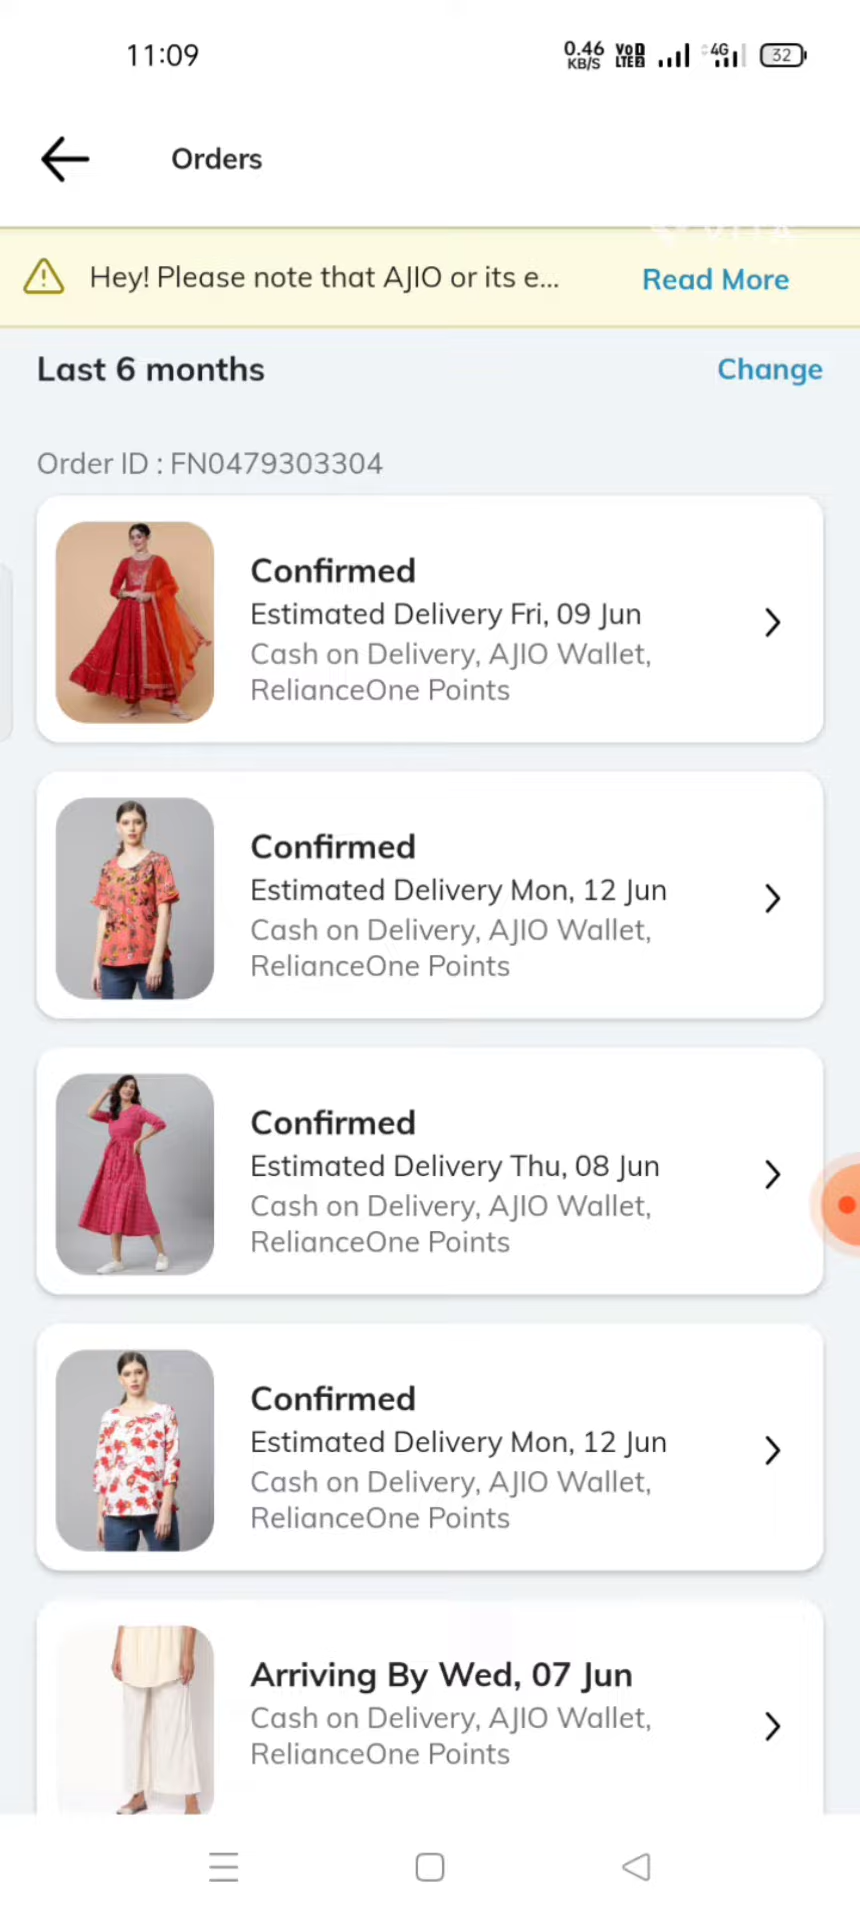 11:09
0.46 KB/S
4G
32
Orders
Hey! Please note that AJIO or its e...
Read More
Last 6 months
Change
Order ID : FN0479303304
Confirmed
Estimated Delivery Fri, 09 Jun
Cash on Delivery, AJIO Wallet,
RelianceOne Points
Confirmed
Estimated Delivery Mon, 12 Jun
Cash on Delivery, AJIO Wallet,
RelianceOne Points
Confirmed
Estimated Delivery Thu, 08 Jun
Cash on Delivery, AJIO Wallet,
RelianceOne Points
Confirmed
Estimated Delivery Mon, 12 Jun
Cash on Delivery, AJIO Wallet,
RelianceOne Points
Arriving By Wed, 07 Jun
Cash on Delivery, AJIO Wallet,
RelianceOne Points